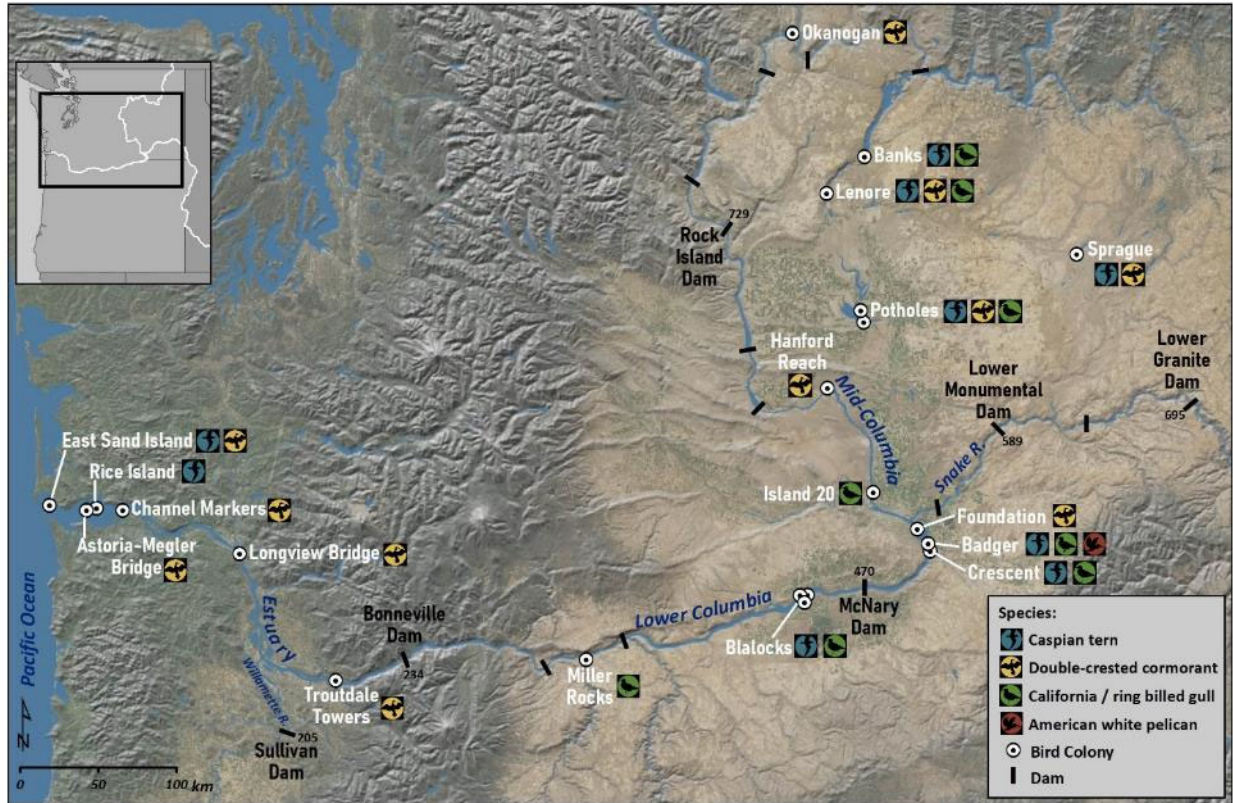 Okanogan
Banks
Lenore
729
Rock
Island
Dam
Sprague
Potholes
Hanford
Reach
Mid-Columbia
Lower
Monumental
Dam
589
Lower
Granite
Dam
695
East Sand Island
Rice Island
Channel Markers
Astoria-Megler
Bridge
Longview Bridge
Snake R.
Island 20
Foundation
Badger
Crescent
Pacific Ocean
Estuary
Bonneville
Dam
234
Lower Columbia
470
McNary
Dam
Blalocks
Miller
Rocks
Troutdale
Towers
Willamette R.
205
Sullivan
Dam
N
0 50 100
km
Species:
Caspian tern
Double-crested cormorant
California / ring billed gull
American white pelican
Bird Colony
Dam